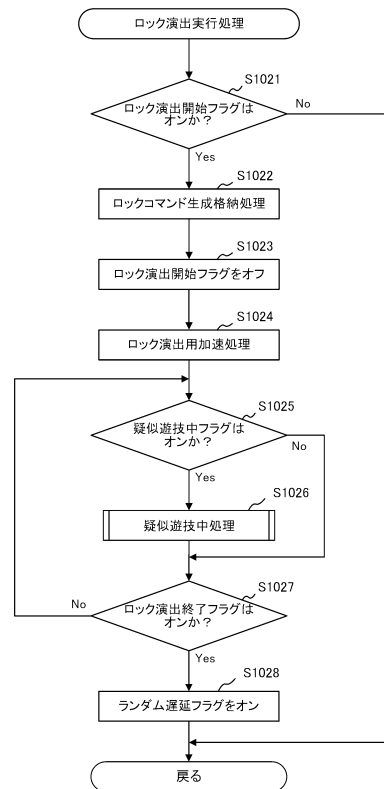 ロック演出実行処理
S1021
ロック演出開始フラグは
オンか？
No
Yes
S1022
ロックコマンド生成格納処理
S1023
ロック演出開始フラグをオフ
S1024
ロック演出用加速処理
S1025
疑似遊技中フラグは
オンか？
No
Yes
S1026
疑似遊技中処理
S1027
ロック演出終了フラグは
オンか？
No
Yes
S1028
ランダム遅延フラグをオン
戻る